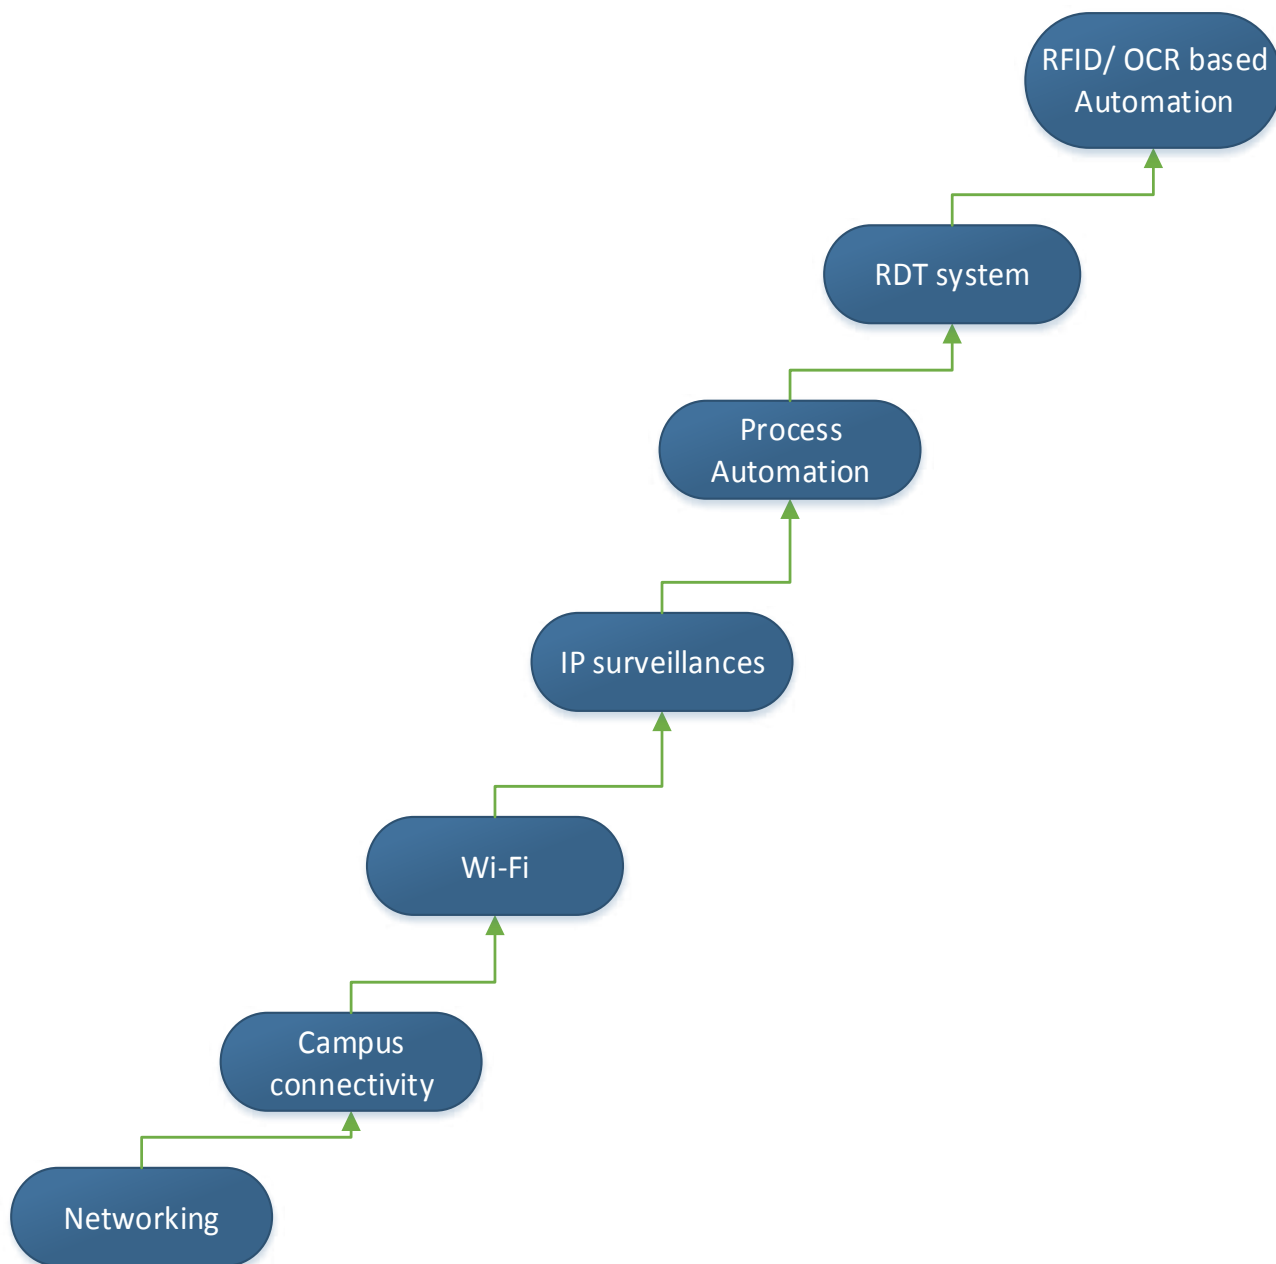 RFID/ OCR based
Automation
RDT system
Process
Automation
IP surveillances
Wi-Fi
Campus
connectivity
Networking